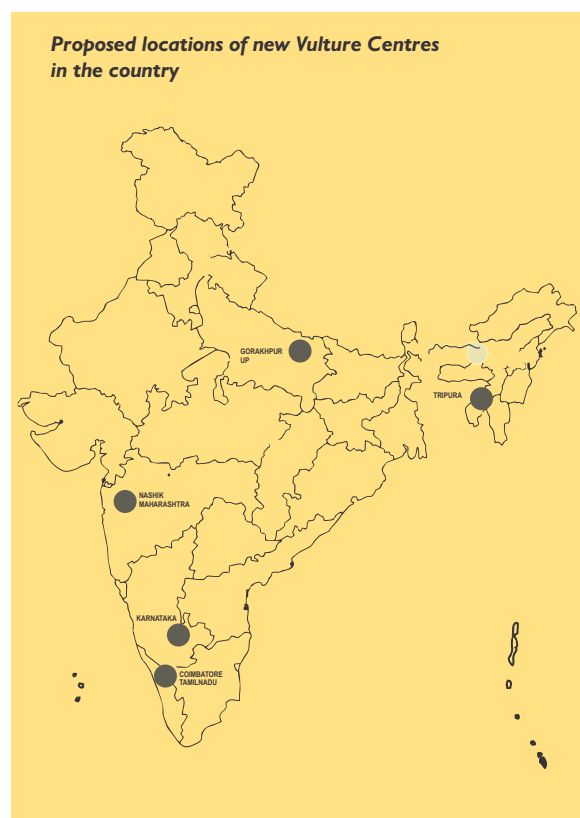 Proposed locations of new Vulture Centres
in the country
GORAKHPUR
UP
TRIPURA
NASHIK
MAHARASHTRA
KARNATAKA
COIMBATORE
TAMILNADU